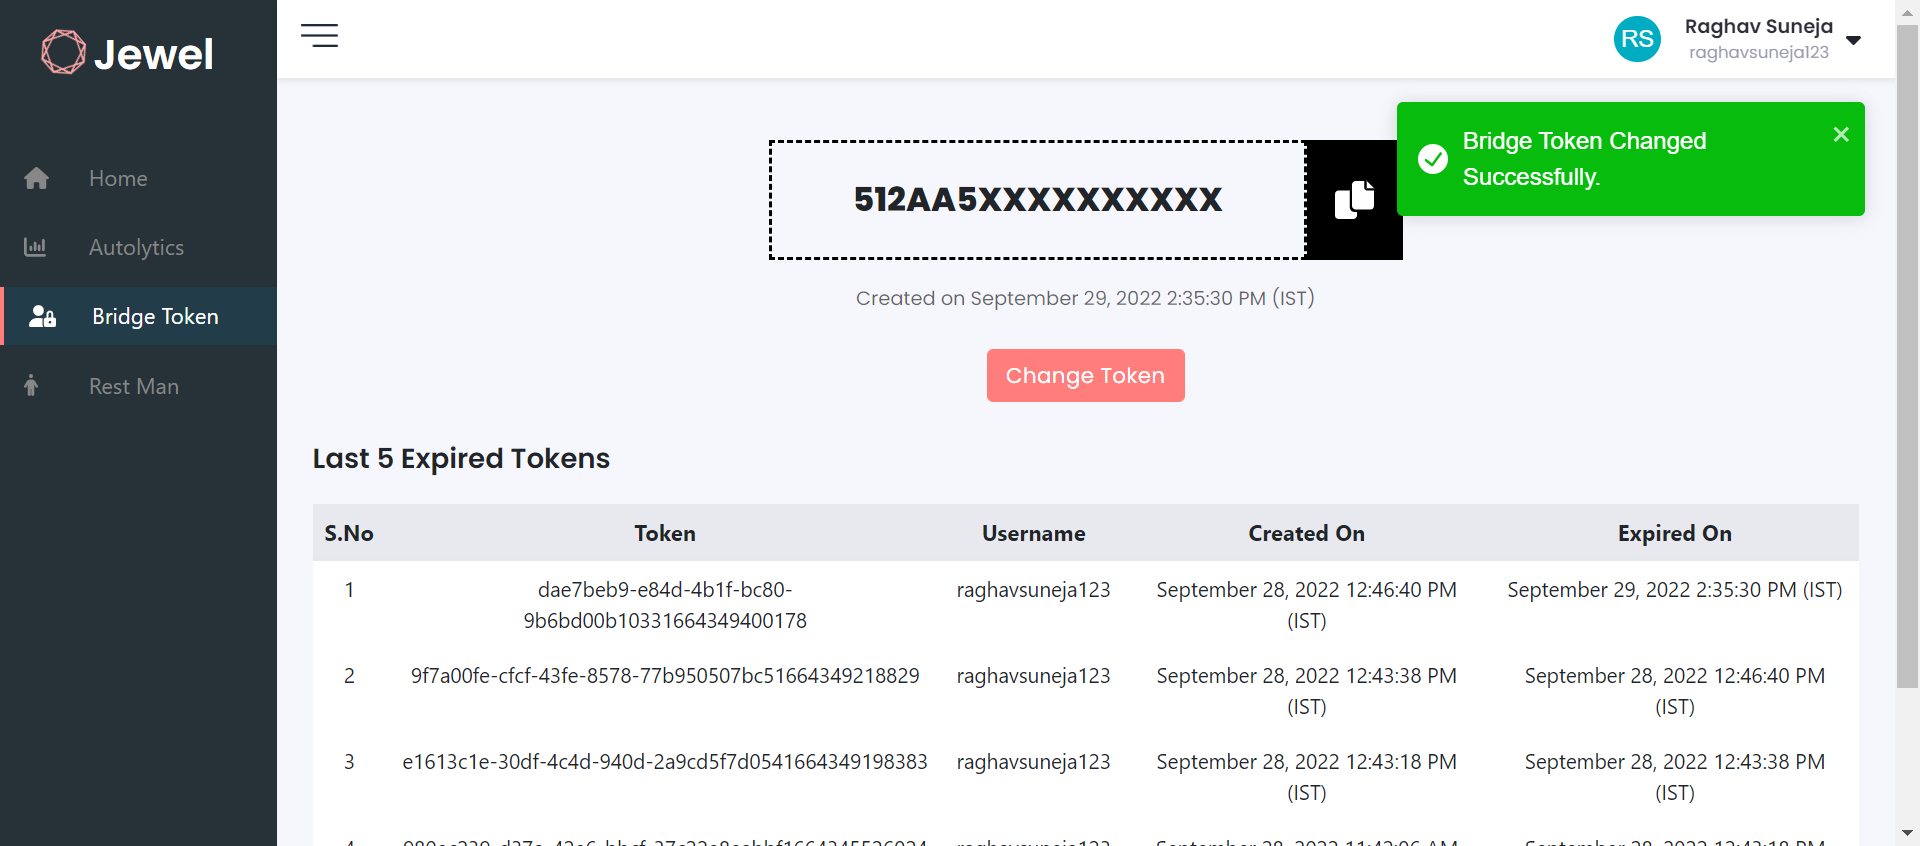 Jewel
Raghav Suneja
RS
raghavsuneja123
Home
Autolytics
Bridge Token
Rest Man
Bridge Token Changed
Successfully.
512AA5XXXXXXXXXX
Created on September 29, 2022 2:35:30 PM (IST)
Change Token
Last 5 Expired Tokens
S.No Token Username Created On Expired On
1 dae7beb9-e84d-4b1f-bc80- raghavsuneja123 September 28, 2022 12:46:40 PM September 29, 2022 2:35:30 PM (IST)
9b6bd00b10331664349400178 (IST)
2 9f7a00fe-cfcf-43fe-8578-77b950507bc51664349218829 raghavsuneja123 September 28, 2022 12:43:38 PM September 28, 2022 12:46:40 PM
(IST) (IST)
3 e1613c1e-30df-4c4d-940d-2a9cd5f7d0541664349198383 raghavsuneja123 September 28, 2022 12:43:18 PM September 28, 2022 12:43:38 PM
(IST) (IST)